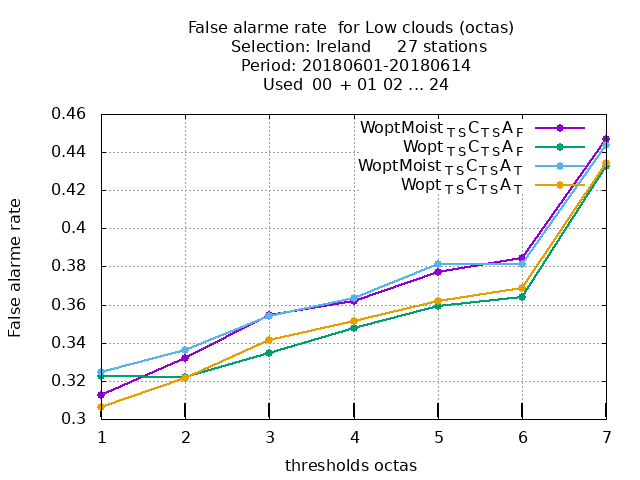 False alarme rate  for Low clouds (octas)
Selection: Ireland     27 stations
Period: 20180601-20180614
Used  00 + 01 02 ... 24
0.46
0.44
0.42
0.4
0.38
0.36
0.34
0.32
0.3
False alarme rate
WoptMoist TS C TS A F
Wopt TS C TS A F
WoptMoist TS C TS A T
Wopt TS C TS A T
1 2 3 4 5 6 7
thresholds octas